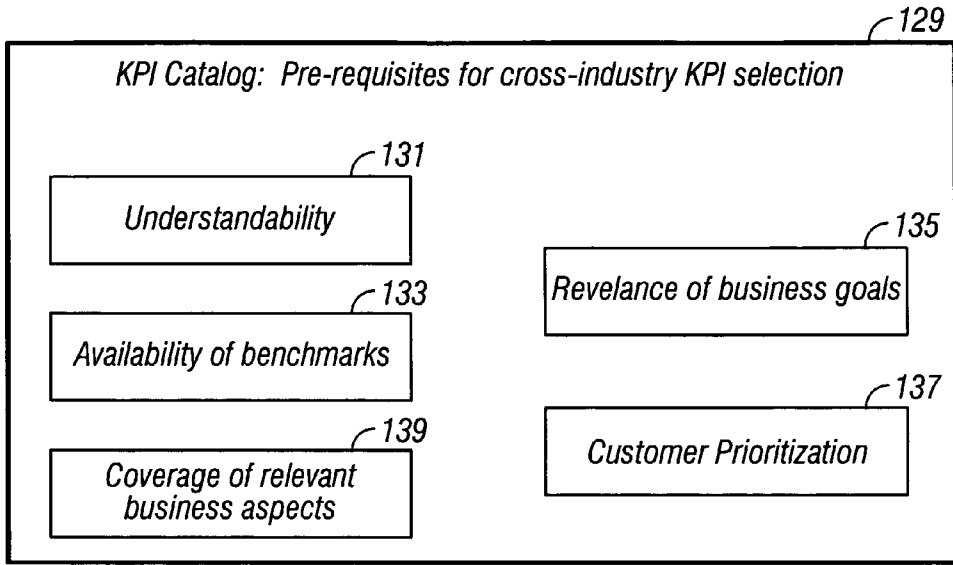 129
KPI Catalog: Pre-requisites for cross-industry KPI selection
131
Understandability
133
Availability of benchmarks
139
Coverage of relevant
business aspects
135
Revelance of business goals
137
Customer Prioritization